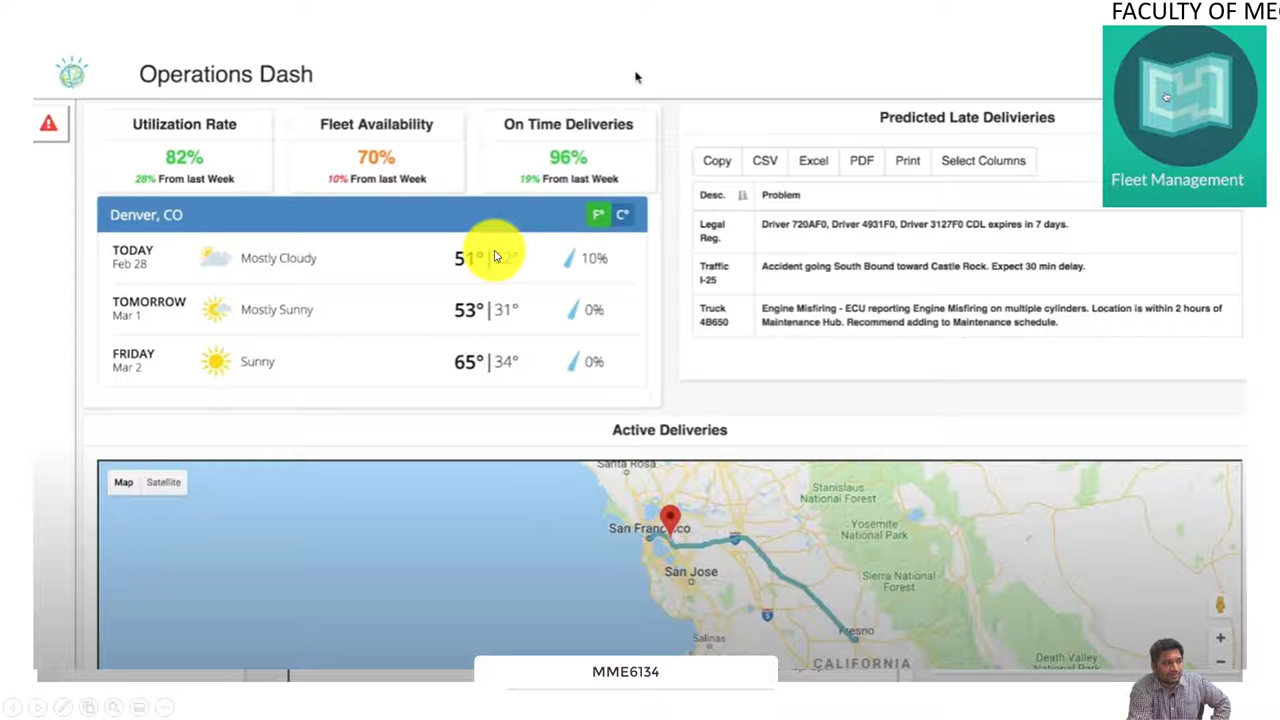 FACULTY OF MEC
Operations Dash
Fleet Management
Utilization Rate
82%
28% From last Week
Fleet Availability
70%
10% From last Week
On Time Deliveries
96%
19% From last Week
Denver, CO
F° C°
TODAY
Feb 28
Mostly Cloudy
51°
10%
TOMORROW
Mar 1
Mostly Sunny
53° | 31°
0%
FRIDAY
Mar 2
Sunny
65° | 34°
0%
Predicted Late Delivieries
Copy CSV Excel PDF Print Select Columns
Desc. Problem
Legal
Reg.
Driver 720AF0, Driver 4931F0, Driver 3127F0 CDL expires in 7 days.
Traffic
I-25
Accident going South Bound toward Castle Rock. Expect 30 min delay.
Truck
4B650
Engine Misfiring - ECU reporting Engine Misfiring on multiple cylinders. Location is within 2 hours of
Maintenance Hub. Recommend adding to Maintenance schedule.
Active Deliveries
Map Satellite
Santa Rosa
Stanislaus
National Forest
San Francisco
Yosemite
National Park
San Jose
Sierra National
Forest
5
Salinas
Fresno
CALIFORNIA
Death Valley
MME6134